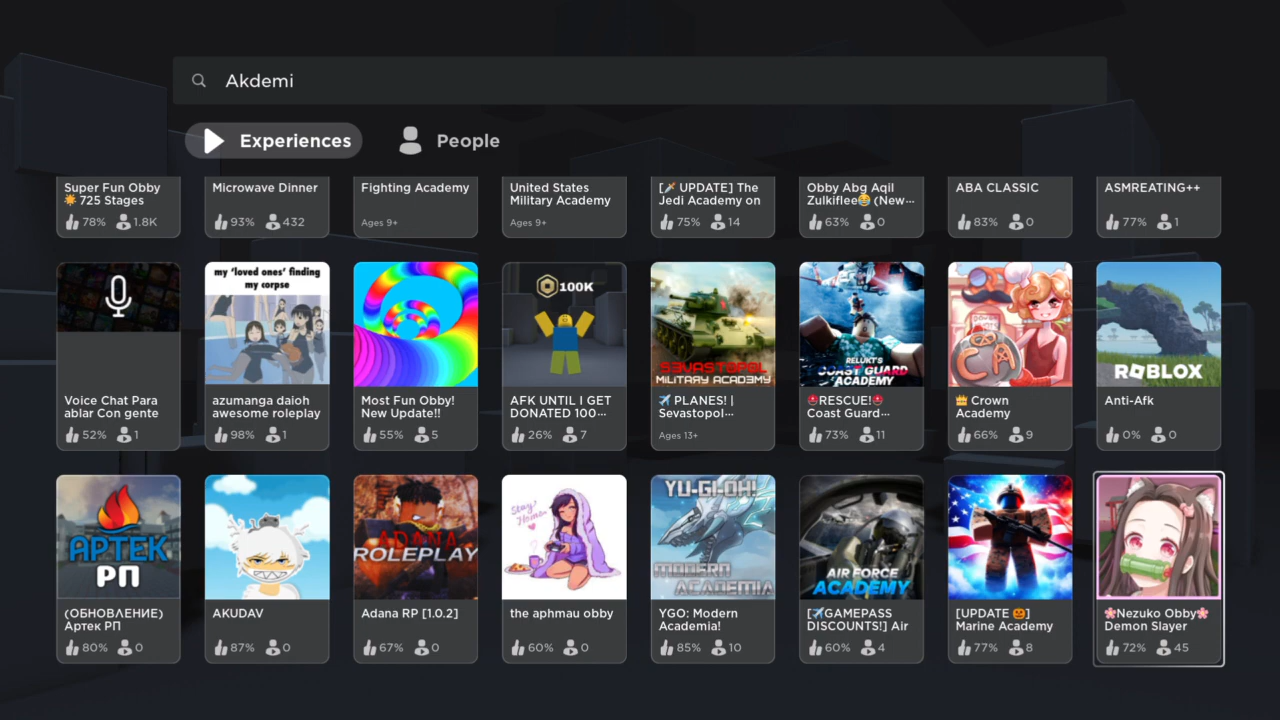 Akdemi
Experiences
People
Super Fun Obby
☀️ 725 Stages
78% 1.8K
Microwave Dinner
93% 432
Fighting Academy
Ages 9+
United States
Military Academy
Ages 9+
[🗡️ UPDATE] The
Jedi Academy on
75% 14
Obby Abg Aqil
Zulkiflee😂 (New...
63% 0
ABA CLASSIC
83% 0
ASMREATING++
77% 1
Voice Chat Para
ablar Con gente
52% 1
my ‘loved ones’ finding
my corpse
azumanga daioh
awesome roleplay
98% 1
Most Fun Obby!
New Update!!
55% 5
100K
AFK UNTIL I GET
DONATED 100...
26% 7
SEVASTOPOL
MILITARY ACADEMY
✈️ PLANES! |
Sevastopol...
Ages 13+
RELUKT'S
COAST GUARD
ACADEMY
⛑️RESCUE!⛑️
Coast Guard...
73% 11
CA
👑 Crown
Academy
66% 9
ROBLOX
Anti-Afk
0% 0
АРТЕК
РП
(ОБНОВЛЕНИЕ)
Артек РП
80% 0
AKUDAV
87% 0
ADANA
ROLEPLAY
Adana RP [1.0.2]
67% 0
Stay
Home
the aphmau obby
60% 0
YU-GI-OH!
MODERN
ACADEMIA
YGO: Modern
Academia!
85% 10
AIR FORCE
ACADEMY
[✈️GAMEPASS
DISCOUNTS!] Air
60% 4
[UPDATE 🎃]
Marine Academy
77% 8
🌸Nezuko Obby🌸
Demon Slayer
72% 45